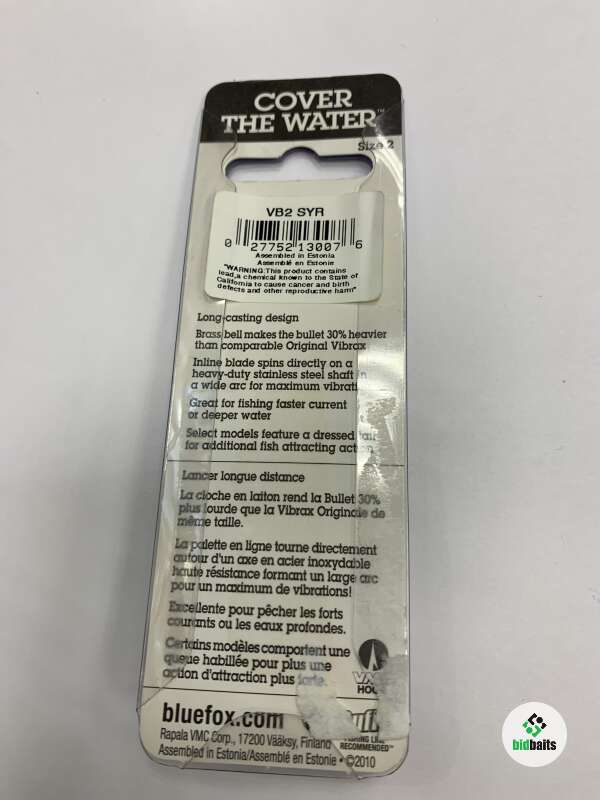 COVER
THE WATER™
Size 2
VB2 SYR
0 27752 13007 6
Assembled in Estonia
Assemblé en Estonie
"WARNING:This product contains
lead,a chemical known to the State of
California to cause cancer and birth
defects and other reproductive harm"
Long-casting design
Brass bell makes the bullet 30% heavier
than comparable Original Vibrax
Inline blade spins directly on a
heavy-duty stainless steel shaft in
a wide arc for maximum
Great for fishing faster current
or deeper water
Select models feature a dressed tail
for additional fish attracting
Lancer longue distance
La cloche en laiton rend la Bullet 30%
plus lourde que la Vibrax Originale de
même taille.
La palette en ligne tourne directement
autour d'un axe en acier inoxydable
haute résistance formant un large arc
pour un maximum de vibrations!
Excellente pour pêcher les forts
courants ou les eaux profondes.
Certains modèles comportent une
queue habillée pour plus une
action d'attraction plus forte.
bluefox.com
RECOMMENDED™
Rapala VMC Corp., 17200 Vääksy, Finland
Assembled in Estonia/Assemblé en Estonie • ©2010
bidbaits